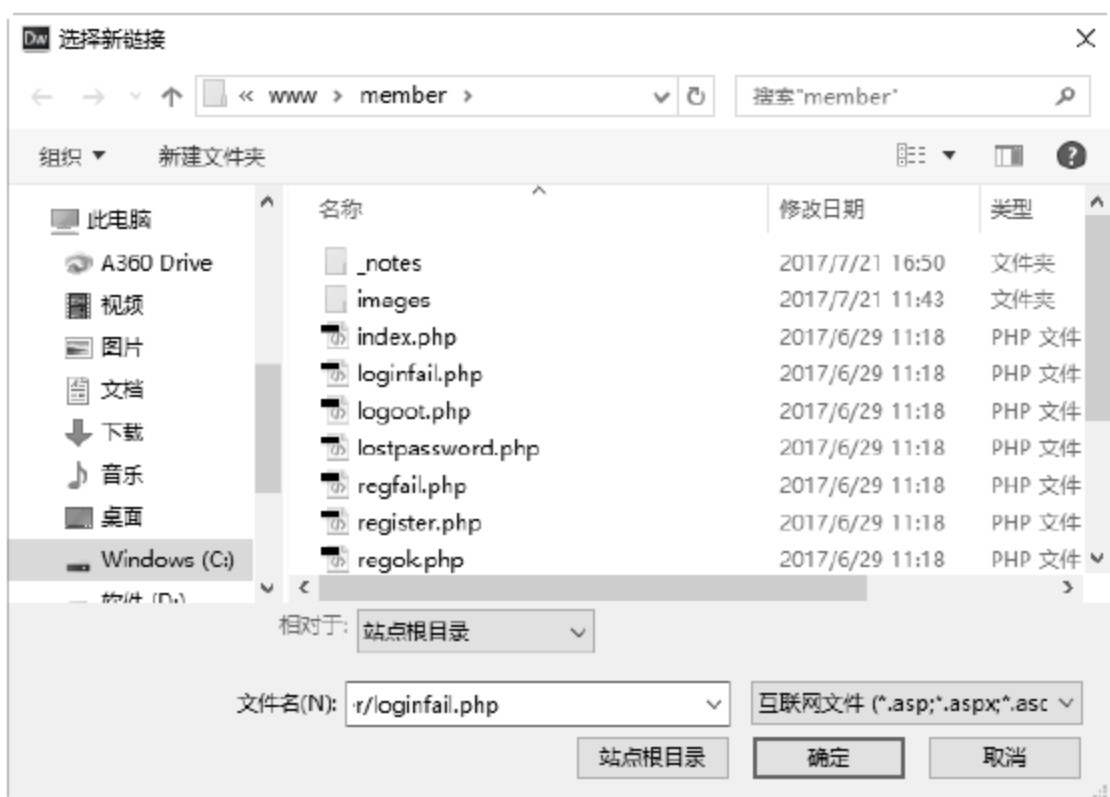 Dw 选择新链接
« www > member >
搜索"member"
组织
新建文件夹
此电脑
A360 Drive
视频
图片
文档
下载
音乐
桌面
Windows (C:)
软件 (D:)
名称 修改日期 类型
_notes 2017/7/21 16:50 文件夹
images 2017/7/21 11:43 文件夹
index.php 2017/6/29 11:18 PHP 文件
loginfail.php 2017/6/29 11:18 PHP 文件
logoot.php 2017/6/29 11:18 PHP 文件
lostpassword.php 2017/6/29 11:18 PHP 文件
regfail.php 2017/6/29 11:18 PHP 文件
register.php 2017/6/29 11:18 PHP 文件
regok.php 2017/6/29 11:18 PHP 文件
相对于: 站点根目录
文件名(N): r/loginfail.php 互联网文件 (*.asp;*.aspx;*.asc
站点根目录 确定 取消